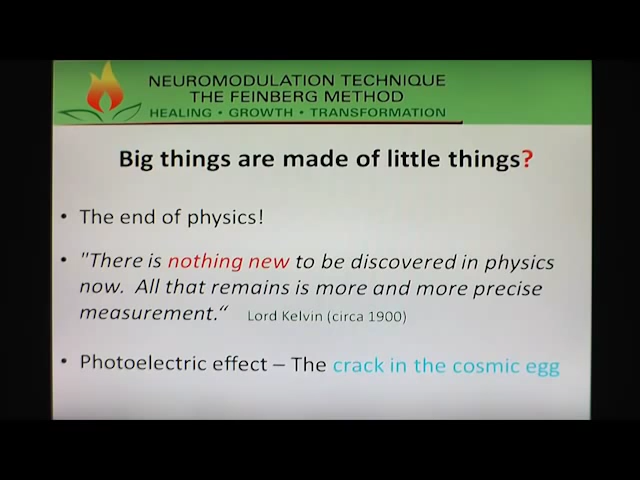 NEUROMODULATION TECHNIQUE
THE FEINBERG METHOD
HEALING • GROWTH • TRANSFORMATION
Big things are made of little things?
• The end of physics!
• "There is nothing new to be discovered in physics
now. All that remains is more and more precise
measurement.“ Lord Kelvin (circa 1900)
• Photoelectric effect – The crack in the cosmic egg